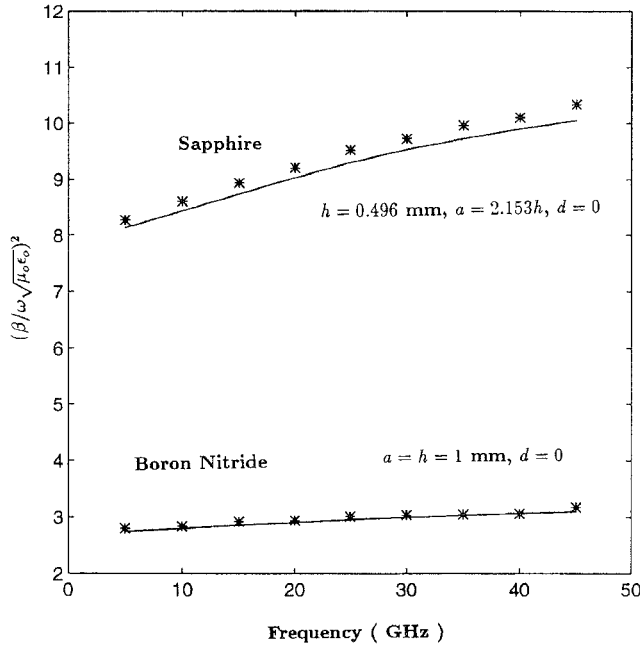 12
11
10
9
8
7
6
5
4
3
2
(β/ω√μₒϵₒ)²
Sapphire
h = 0.496 mm, a = 2.153h, d = 0
Boron Nitride
a = h = 1 mm, d = 0
0 10 20 30 40 50
Frequency ( GHz )